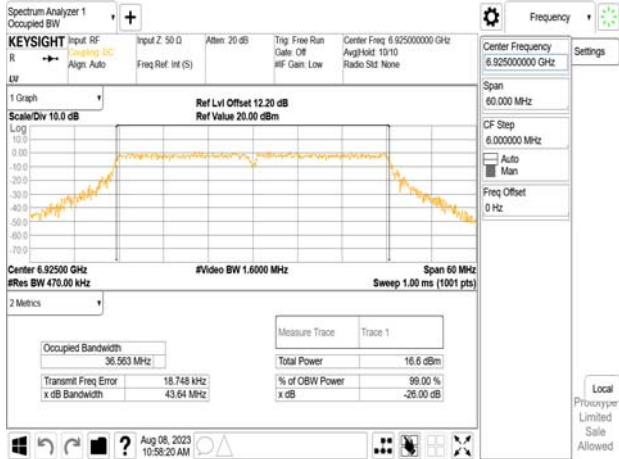 Spectrum Analyzer 1
Occupied BW
+
Frequency
KEYSIGHT
R
LVI
Input: RF
Coupling: DC
Align: Auto
Input Z: 50 Ω
Freq Ref: Int (S)
Atten: 20 dB
Trig: Free Run
Gate: Off
#IF Gain: Low
Center Freq: 6.925000000 GHz
Avg|Hold: 10/10
Radio Std: None
1 Graph
Scale/Div 10.0 dB
Ref Lvl Offset 12.20 dB
Ref Value 20.00 dBm
Log
10.0
0.00
-10.0
-20.0
-30.0
-40.0
-50.0
-60.0
-70.0
Center 6.92500 GHz
#Res BW 470.00 kHz
#Video BW 1.6000 MHz
Span 60 MHz
Sweep 1.00 ms (1001 pts)
2 Metrics
Measure Trace Trace 1
Occupied Bandwidth
36.563 MHz
Total Power 16.6 dBm
Transmit Freq Error 18.748 kHz
% of OBW Power 99.00 %
x dB Bandwidth 43.64 MHz
x dB -26.00 dB
?
Aug 08, 2023
10:58:20 AM
Center Frequency
6.925000000 GHz
Settings
Span
60.000 MHz
CF Step
6.000000 MHz
Auto
Man
Freq Offset
0 Hz
Local
Prototype
Limited
Sale
Allowed